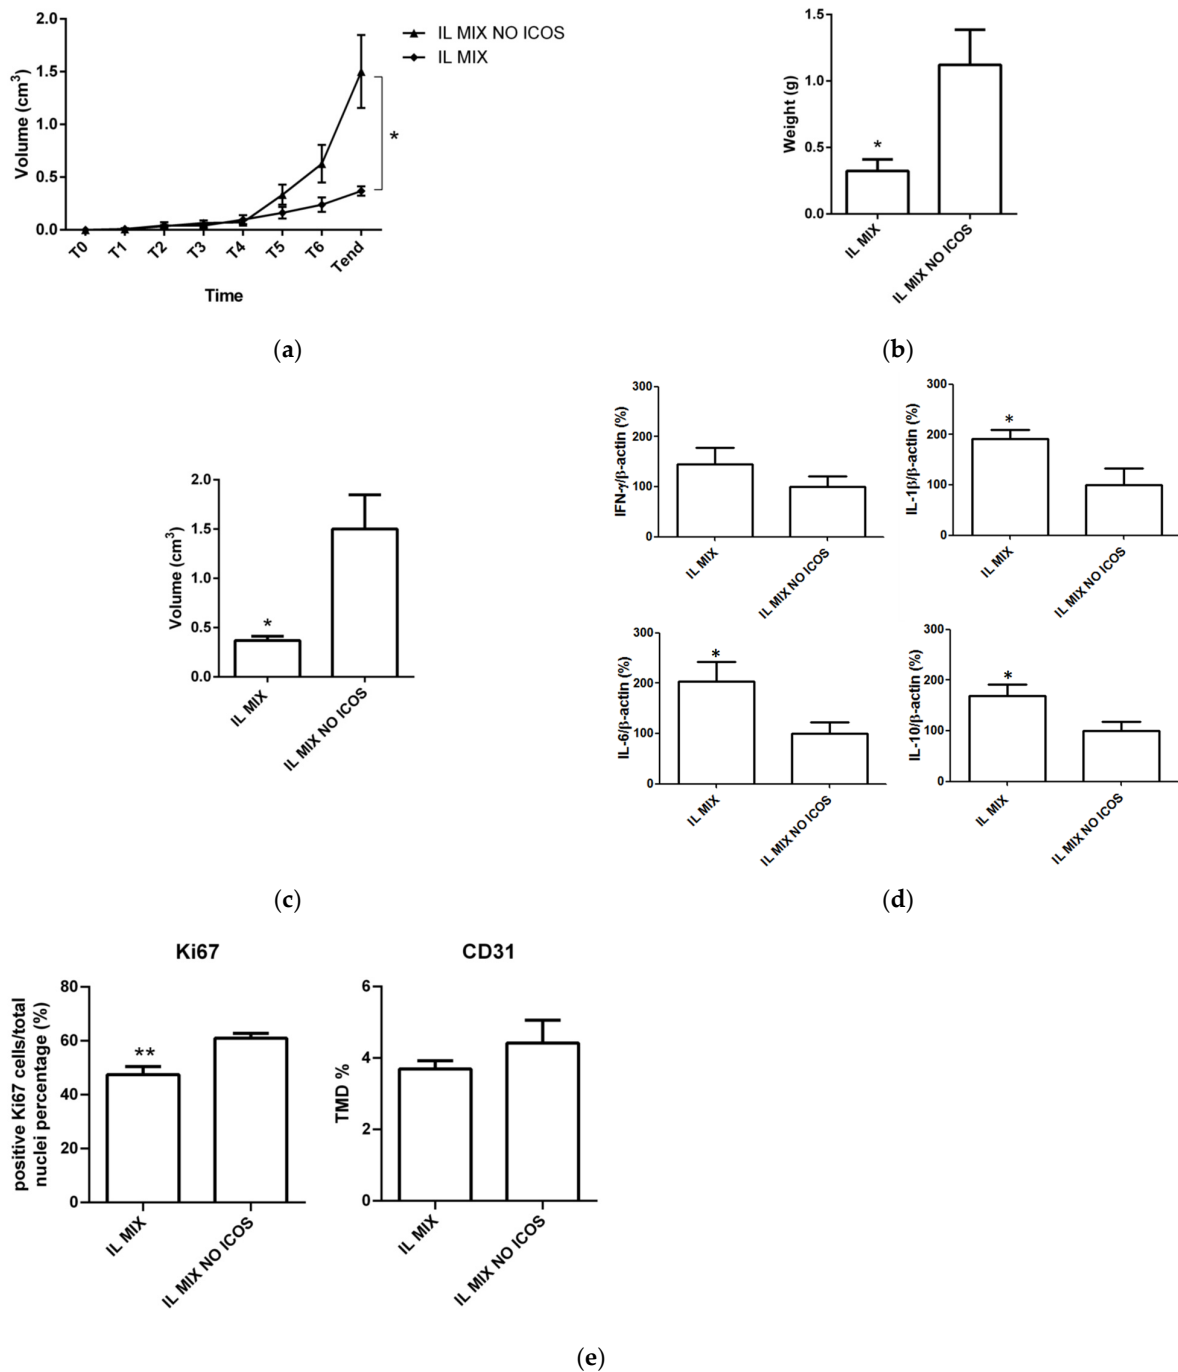 2.0
1.5
1.0
0.5
0.0
Volume (cm3)
T0 T1 T2 T3 T4 T5 T6 Tend
Time
IL MIX NO ICOS
IL MIX
*
(a)
1.5
1.0
0.5
0.0
Weight (g)
*
IL MIX
IL MIX NO ICOS
(b)
2.0
1.5
1.0
0.5
0.0
Volume (cm3)
*
IL MIX
IL MIX NO ICOS
(c)
300
200
100
0
IFN-γ/β-actin (%)
IL MIX
IL MIX NO ICOS
300
200
100
0
IL-1β/β-actin (%)
*
IL MIX
IL MIX NO ICOS
300
200
100
0
IL-6/β-actin (%)
*
IL MIX
IL MIX NO ICOS
300
200
100
0
IL-10/β-actin (%)
*
IL MIX
IL MIX NO ICOS
(d)
Ki67
80
60
40
20
0
positive Ki67 cells/total
nuclei percentage (%)
**
IL MIX
IL MIX NO ICOS
CD31
6
4
2
0
TMD %
IL MIX
IL MIX NO ICOS
(e)